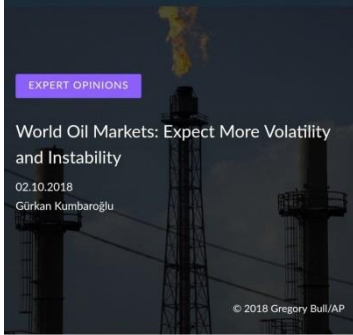 EXPERT OPINIONS
World Oil Markets: Expect More Volatility
and Instability
02.10.2018
Gürkan Kumbaroğlu
© 2018 Gregory Bull/AP